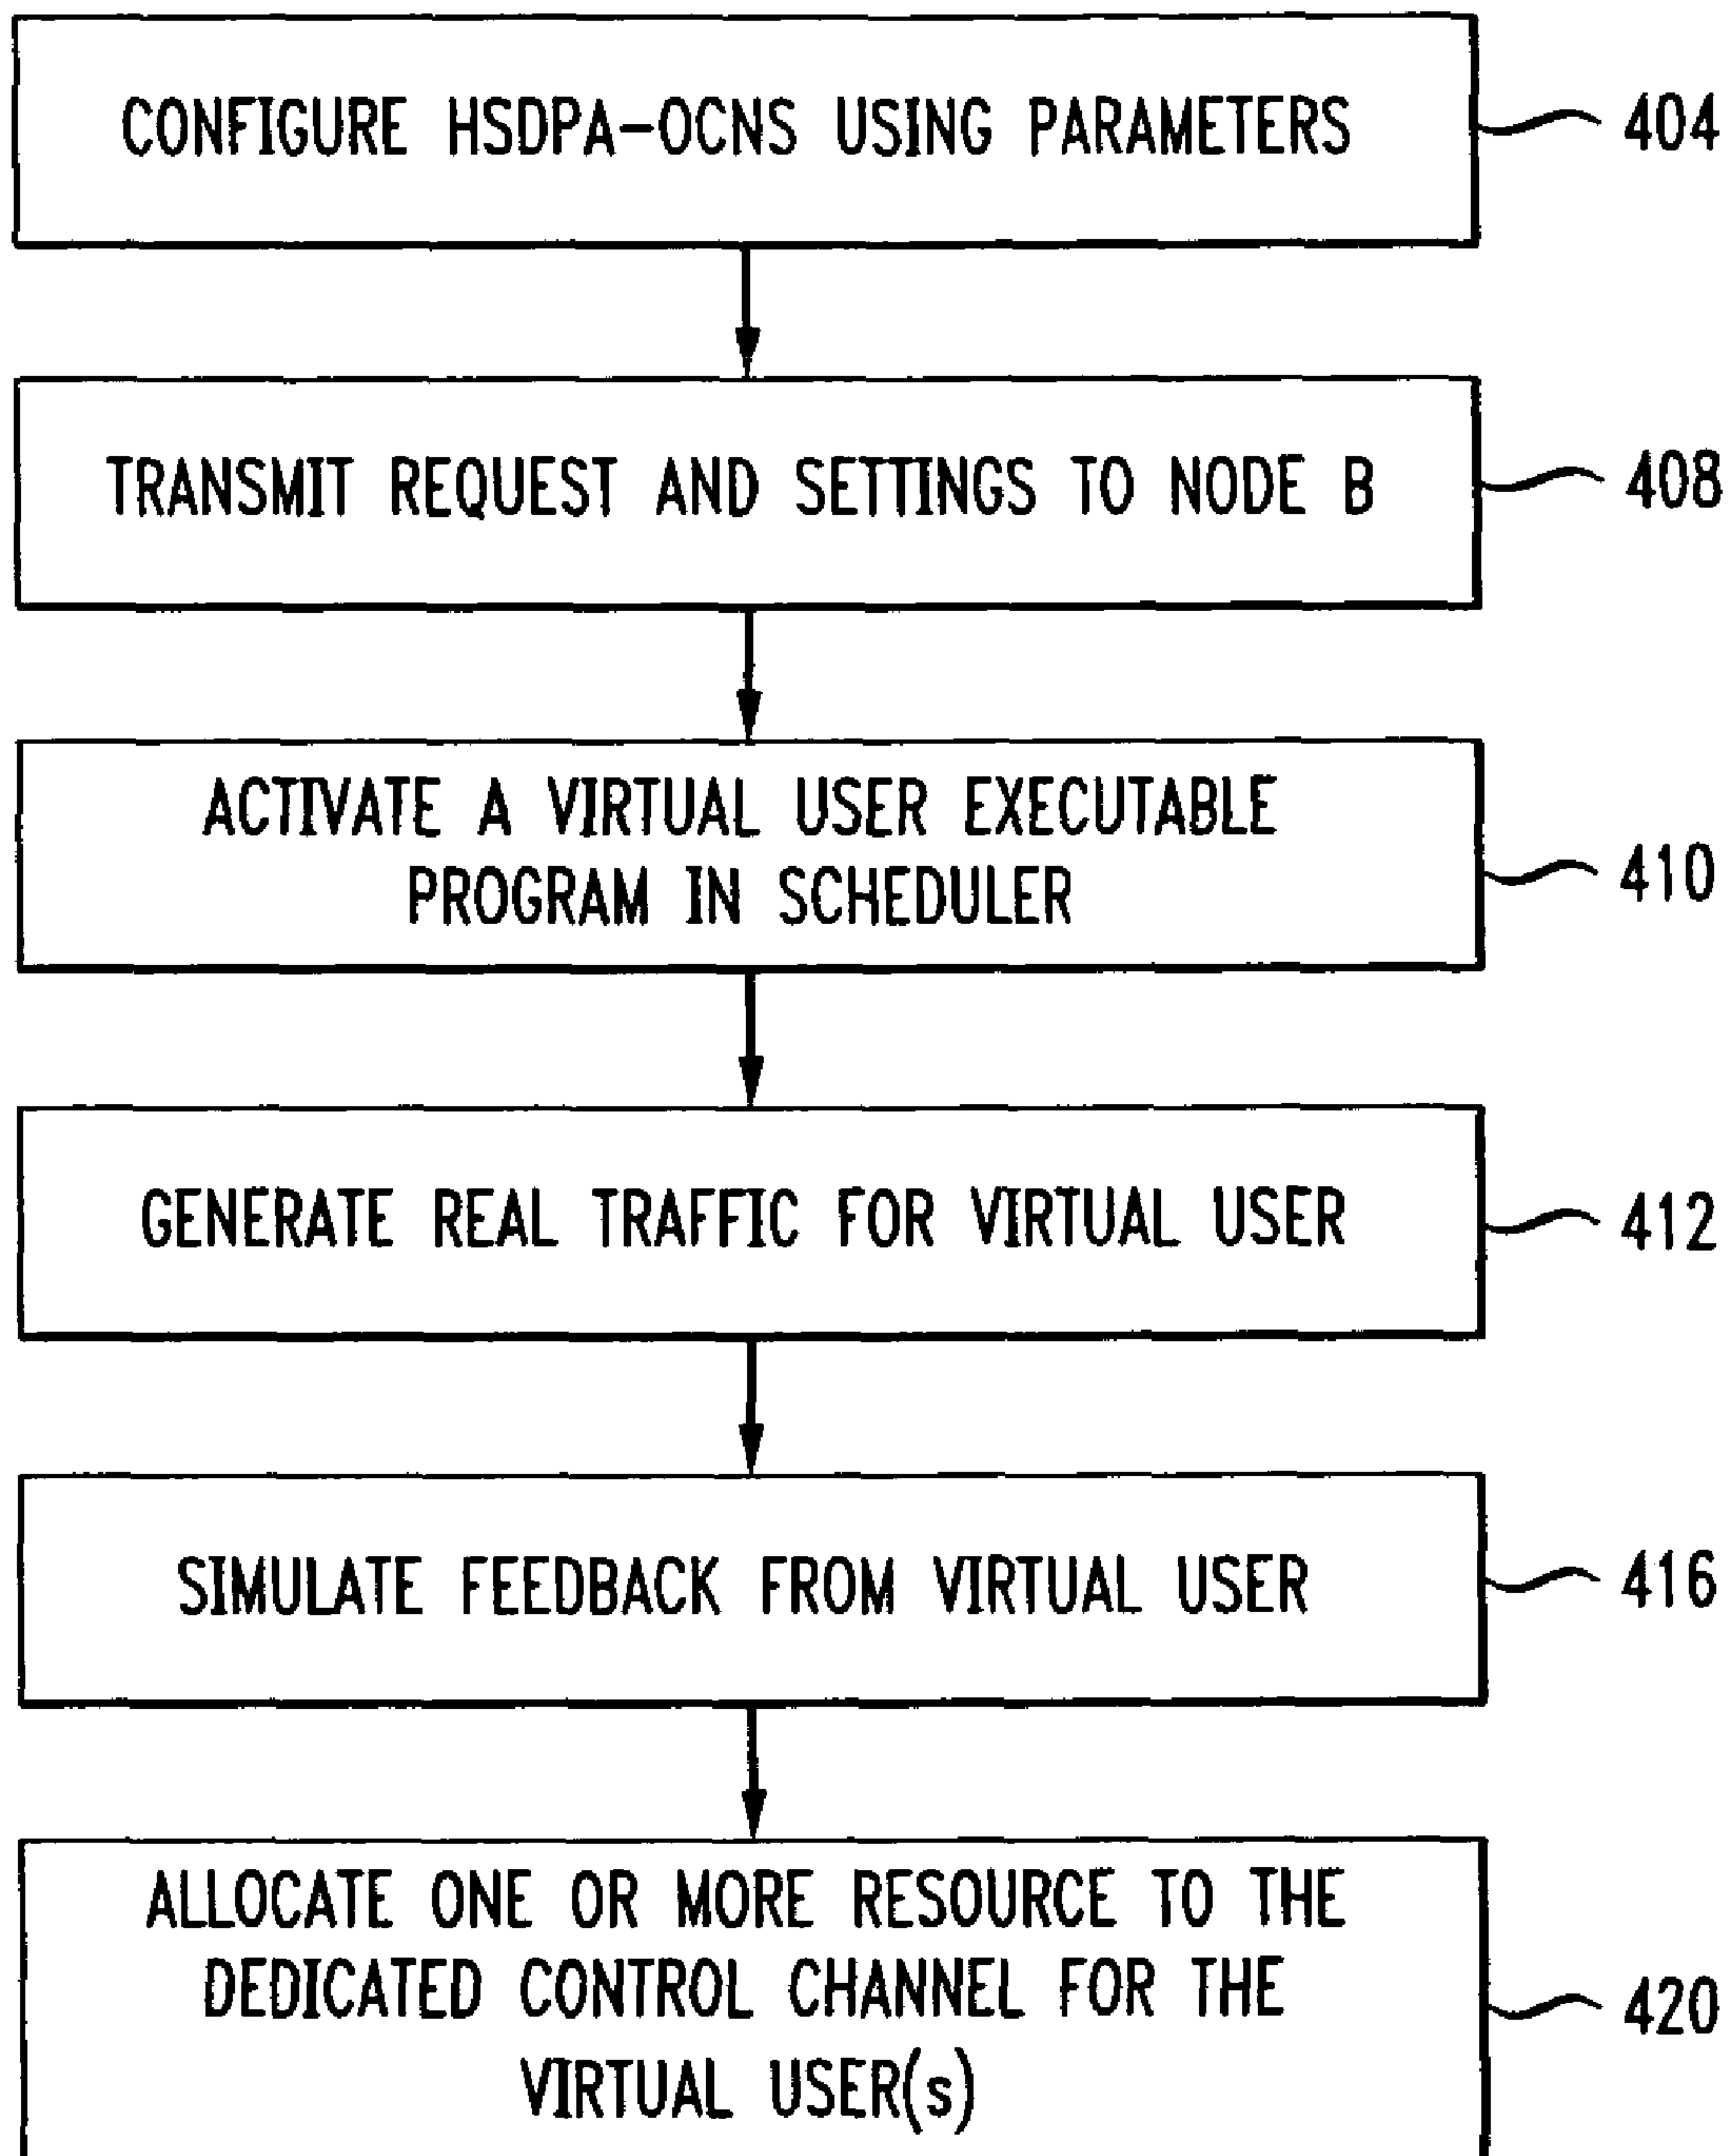 CONFIGURE HSDPA-OCNS USING PARAMETERS
404
TRANSMIT REQUEST AND SETTINGS TO NODE B
408
ACTIVATE A VIRTUAL USER EXECUTABLE
PROGRAM IN SCHEDULER
410
GENERATE REAL TRAFFIC FOR VIRTUAL USER
412
SIMULATE FEEDBACK FROM VIRTUAL USER
416
ALLOCATE ONE OR MORE RESOURCE TO THE
DEDICATED CONTROL CHANNEL FOR THE
VIRTUAL USER(s)
420